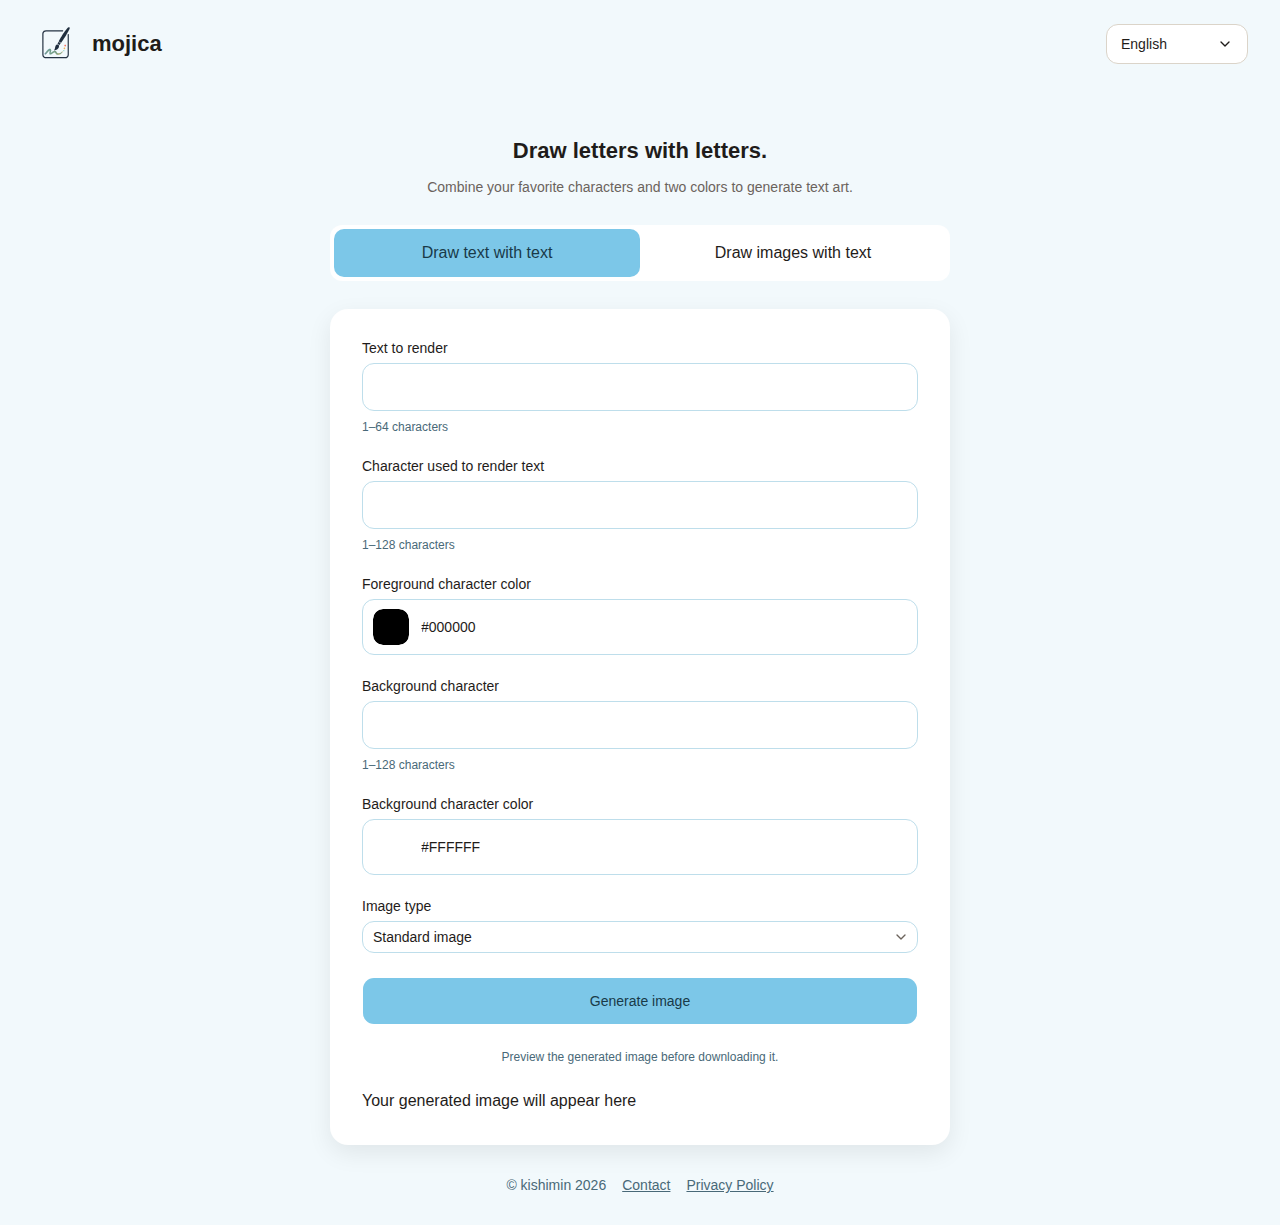 mojica
English
Draw letters with letters.
Combine your favorite characters and two colors to generate text art.
Draw text with text
Draw images with text
Text to render
1–64 characters
Character used to render text
1–128 characters
Foreground character color
#000000
Background character
1–128 characters
Background character color
#FFFFFF
Image type
Standard image
Generate image
Preview the generated image before downloading it.
Your generated image will appear here
© kishimin 2026 Contact Privacy Policy